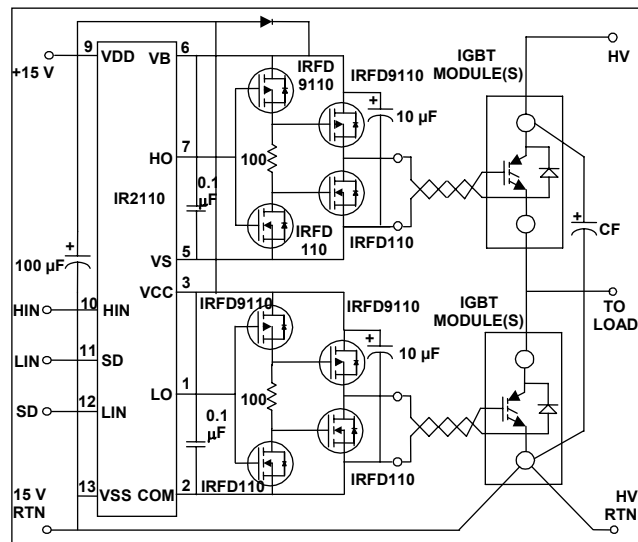 +15 V
9
VDD
VB
6
IRFD
9110
IRFD9110
+
10 µF
IGBT
MODULE(S)
HV
HO
7
100
IR2110
0.1
µF
IRFD
110
IRFD110
+
CF
+
100 µF
VS
5
VCC
3
IRFD9110
IRFD9110
IGBT
MODULE(S)
TO
LOAD
HIN
10
HIN
LIN
11
SD
SD
12
LIN
LO
1
100
0.1
µF
+
10 µF
15 V
RTN
13
VSS
COM
2
IRFD110
IRFD110
HV
RTN